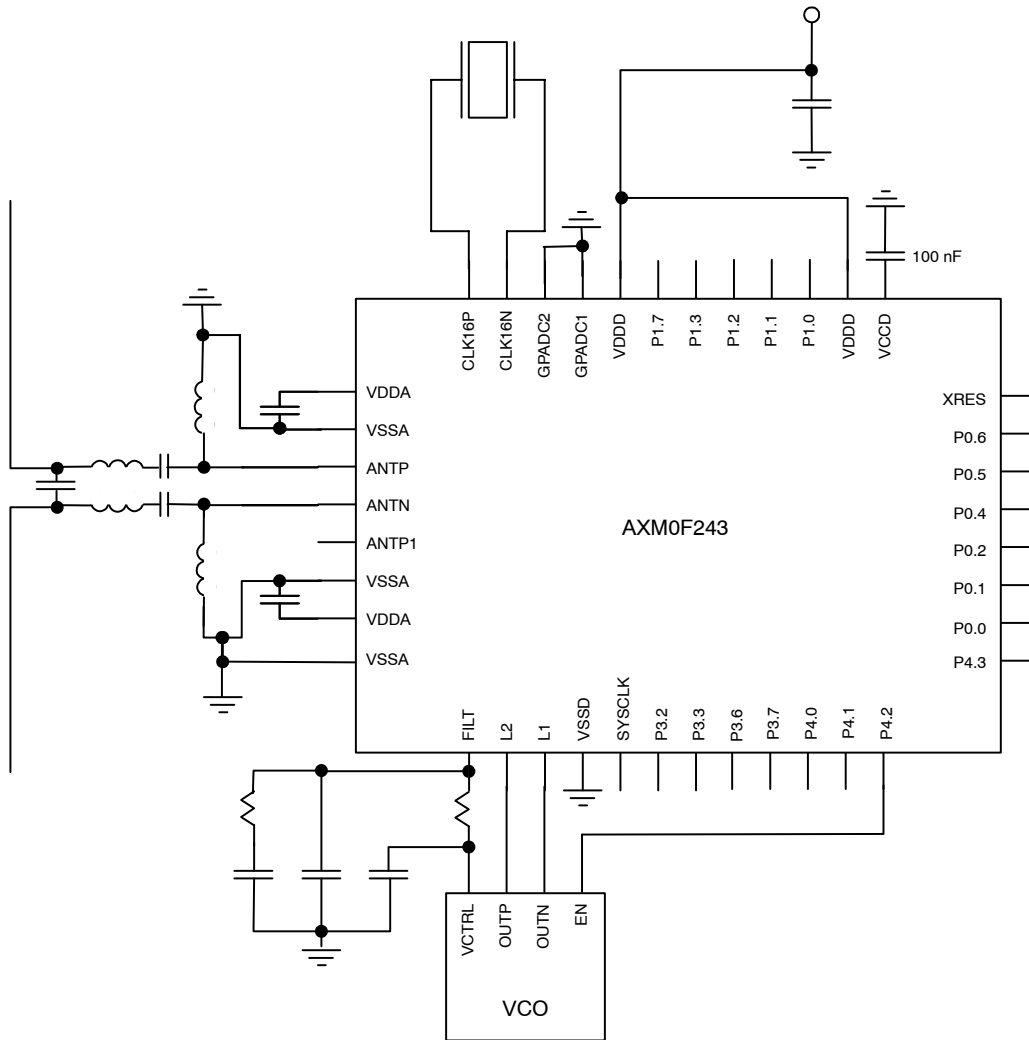 100 nF
CLK16P
CLK16N
GPADC2
GPADC1
VDDD
P1.7
P1.3
P1.2
P1.1
P1.0
VDDD
VCCD
VDDA
VSSA
ANTP
ANTN
ANTP1
VSSA
VDDA
VSSA
AXM0F243
XRES
P0.6
P0.5
P0.4
P0.2
P0.1
P0.0
P4.3
FILT
L2
L1
VSSD
SYSCLK
P3.2
P3.3
P3.6
P3.7
P4.0
P4.1
P4.2
VCTRL
OUTP
OUTN
EN
VCO